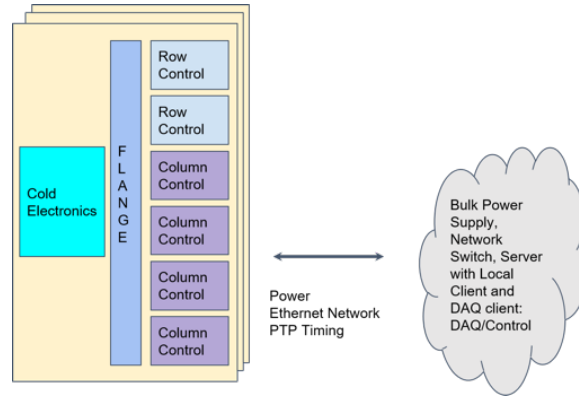 Cold
Electronics
F
L
A
N
G
E
Row
Control
Row
Control
Column
Control
Column
Control
Column
Control
Column
Control
Power
Ethernet Network
PTP Timing
Bulk Power
Supply,
Network
Switch, Server
with Local
Client and
DAQ client:
DAQ/Control